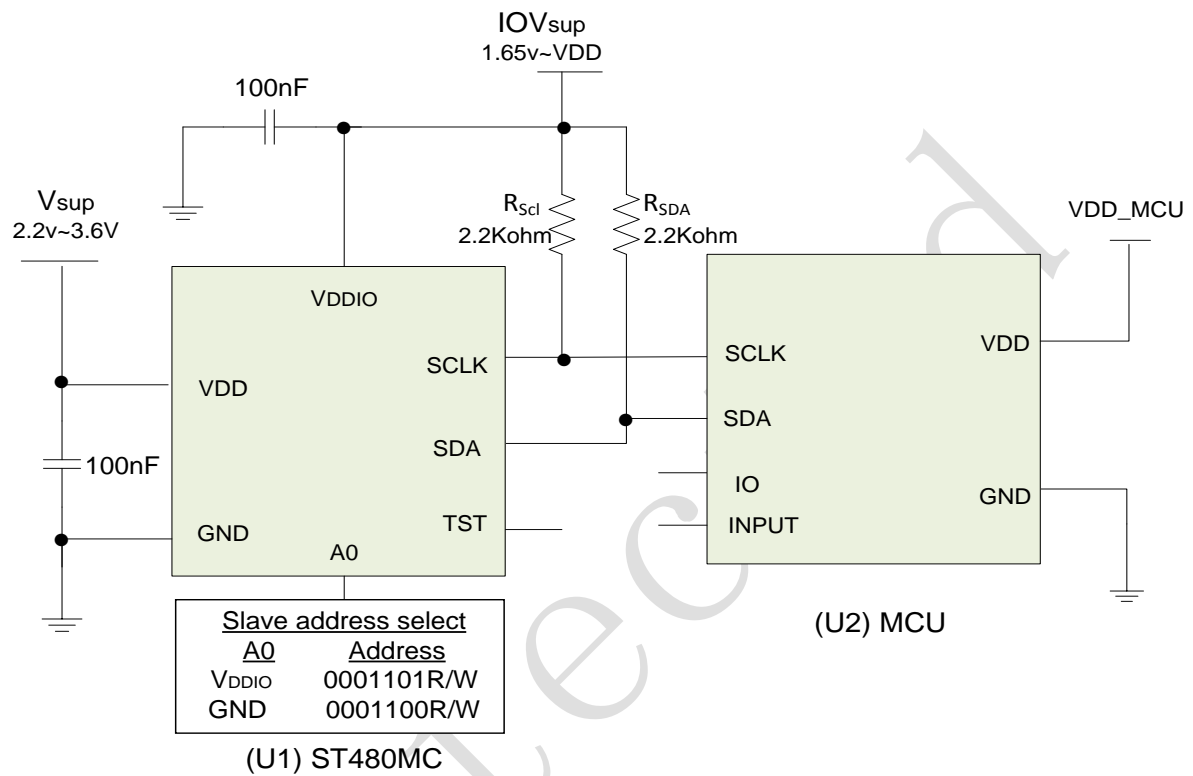 IOVsup
1.65v~VDD
100nF
Vsup
2.2v~3.6V
RScl
2.2Kohm
RSDA
2.2Kohm
VDD_MCU
VDDIO
SCLK
VDD
SDA
100nF
GND
TST
A0
SCLK
VDD
SDA
IO
GND
INPUT
Slave address select
A0 Address
VDDIO 0001101R/W
GND 0001100R/W
(U1) ST480MC
(U2) MCU